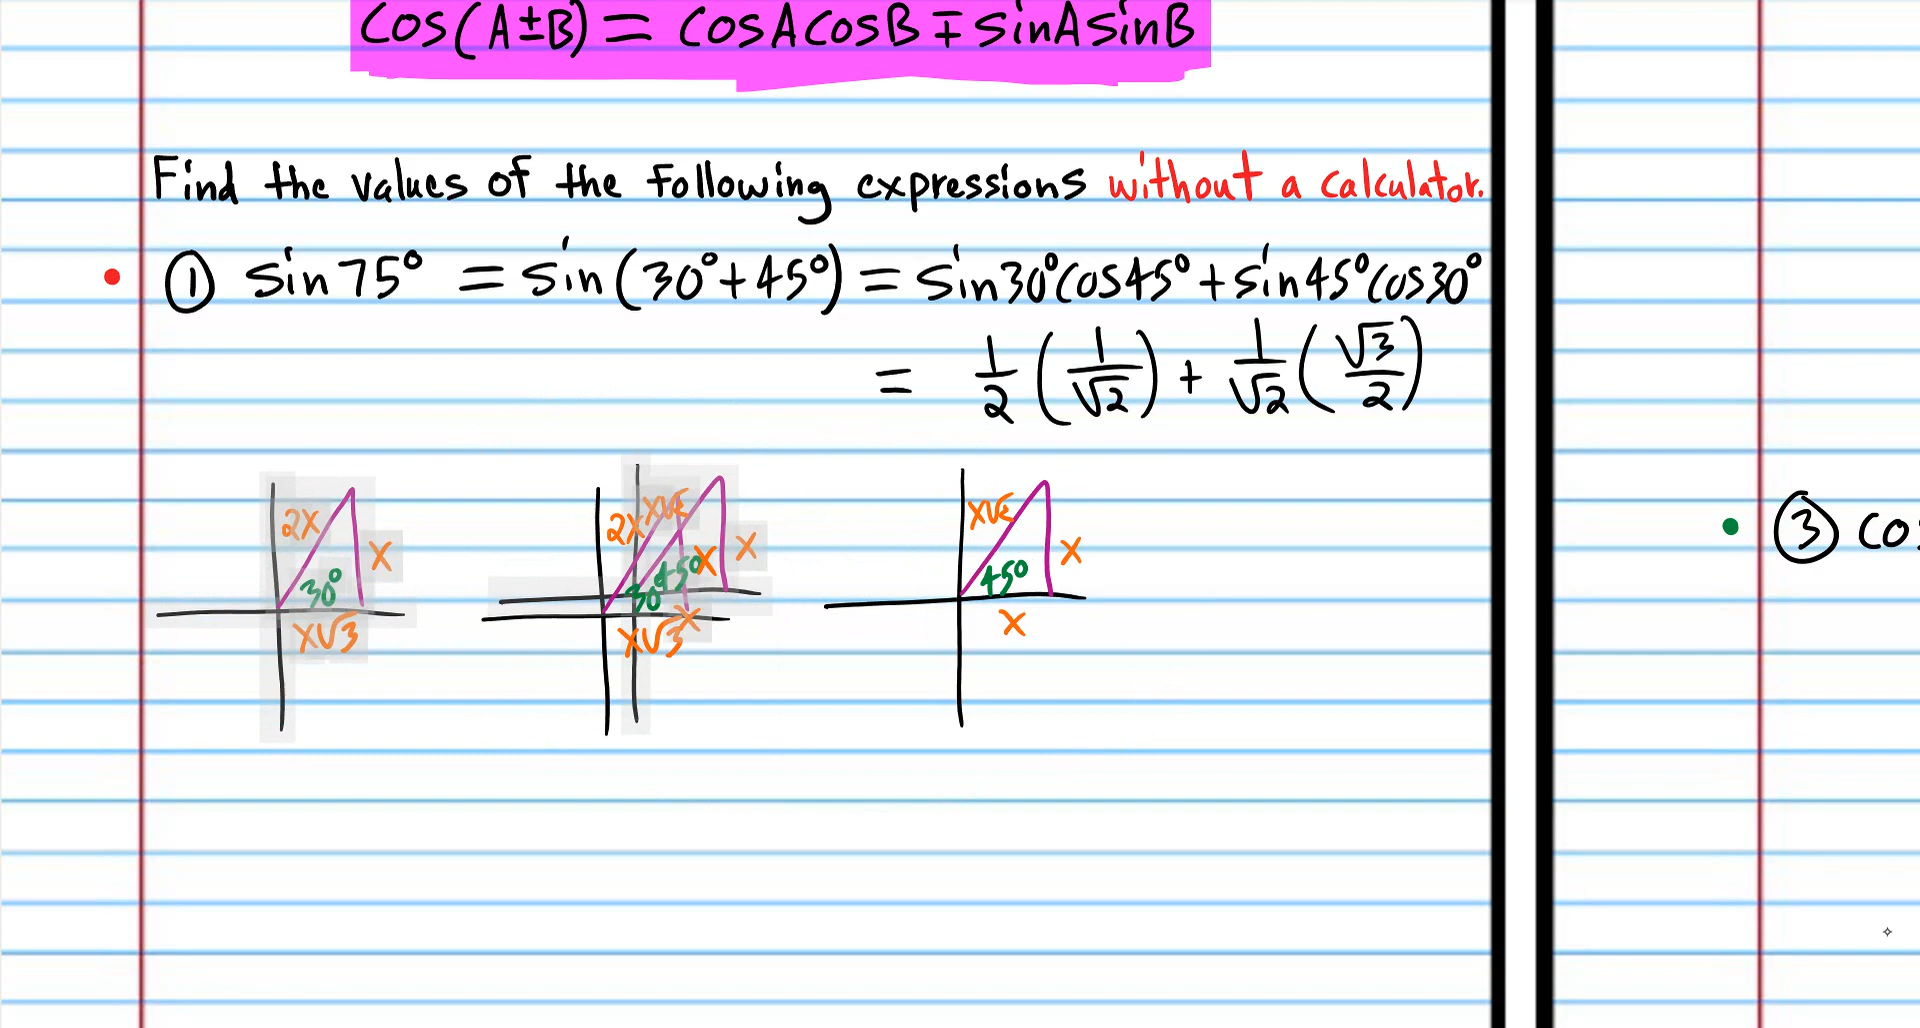 cos(A±B) = cosAcosB ∓ sinAsinB
Find the values of the following expressions without a calculator.
① sin75° = sin(30°+45°) = sin30°cos45° + sin45°cos30°
= 1/2 (1/√2) + 1/√2 (√3/2)
2x x 30° x√3
2x x√2 x x 45° 30° x√3 x
x√2 x 45° x
③ co